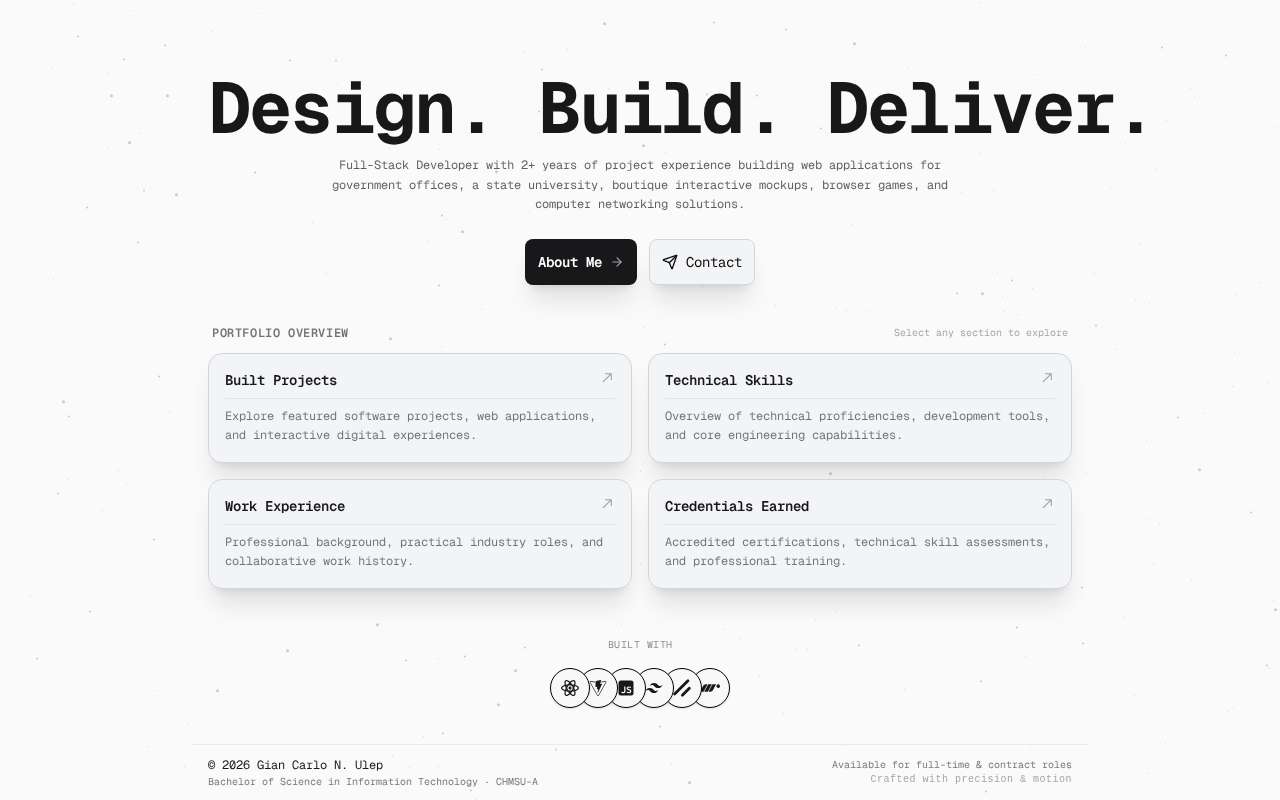 Design. Build. Deliver.
Full-Stack Developer with 2+ years of project experience building web applications for
government offices, a state university, boutique interactive mockups, browser games, and
computer networking solutions.
About Me
Contact
PORTFOLIO OVERVIEW
Select any section to explore
Built Projects
Explore featured software projects, web applications,
and interactive digital experiences.
Technical Skills
Overview of technical proficiencies, development tools,
and core engineering capabilities.
Work Experience
Professional background, practical industry roles, and
collaborative work history.
Credentials Earned
Accredited certifications, technical skill assessments,
and professional training.
BUILT WITH
JS
© 2026 Gian Carlo N. Ulep
Bachelor of Science in Information Technology · CHMSU-A
Available for full-time & contract roles
Crafted with precision & motion